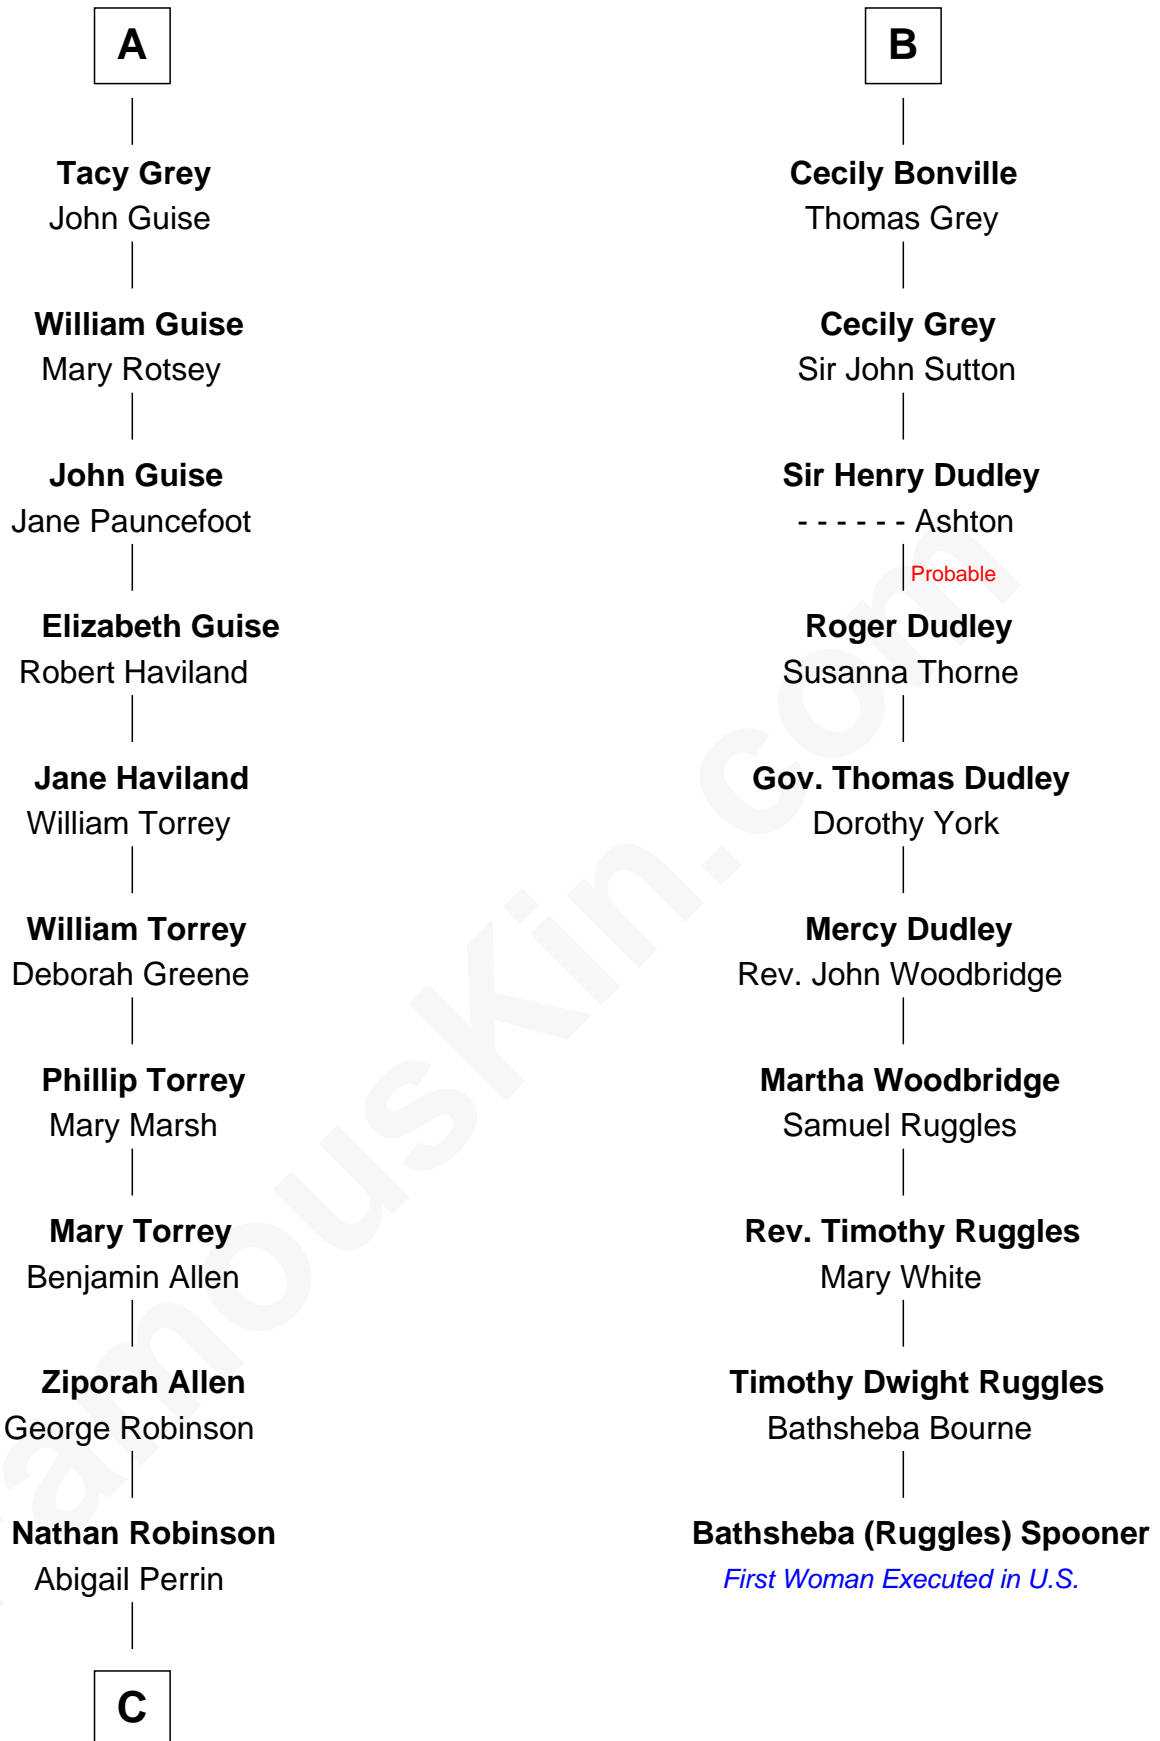 A
Tacy Grey
John Guise
William Guise
Mary Rotsey
John Guise
Jane Pauncefoot
Elizabeth Guise
Robert Haviland
Jane Haviland
William Torrey
William Torrey
Deborah Greene
Phillip Torrey
Mary Marsh
Mary Torrey
Benjamin Allen
Ziporah Allen
George Robinson
Nathan Robinson
Abigail Perrin
C
B
Cecily Bonville
Thomas Grey
Cecily Grey
Sir John Sutton
Sir Henry Dudley
- - - - - - Ashton
Probable
Roger Dudley
Susanna Thorne
Gov. Thomas Dudley
Dorothy York
Mercy Dudley
Rev. John Woodbridge
Martha Woodbridge
Samuel Ruggles
Rev. Timothy Ruggles
Mary White
Timothy Dwight Ruggles
Bathsheba Bourne
Bathsheba (Ruggles) Spooner
First Woman Executed in U.S.
famouskin.com